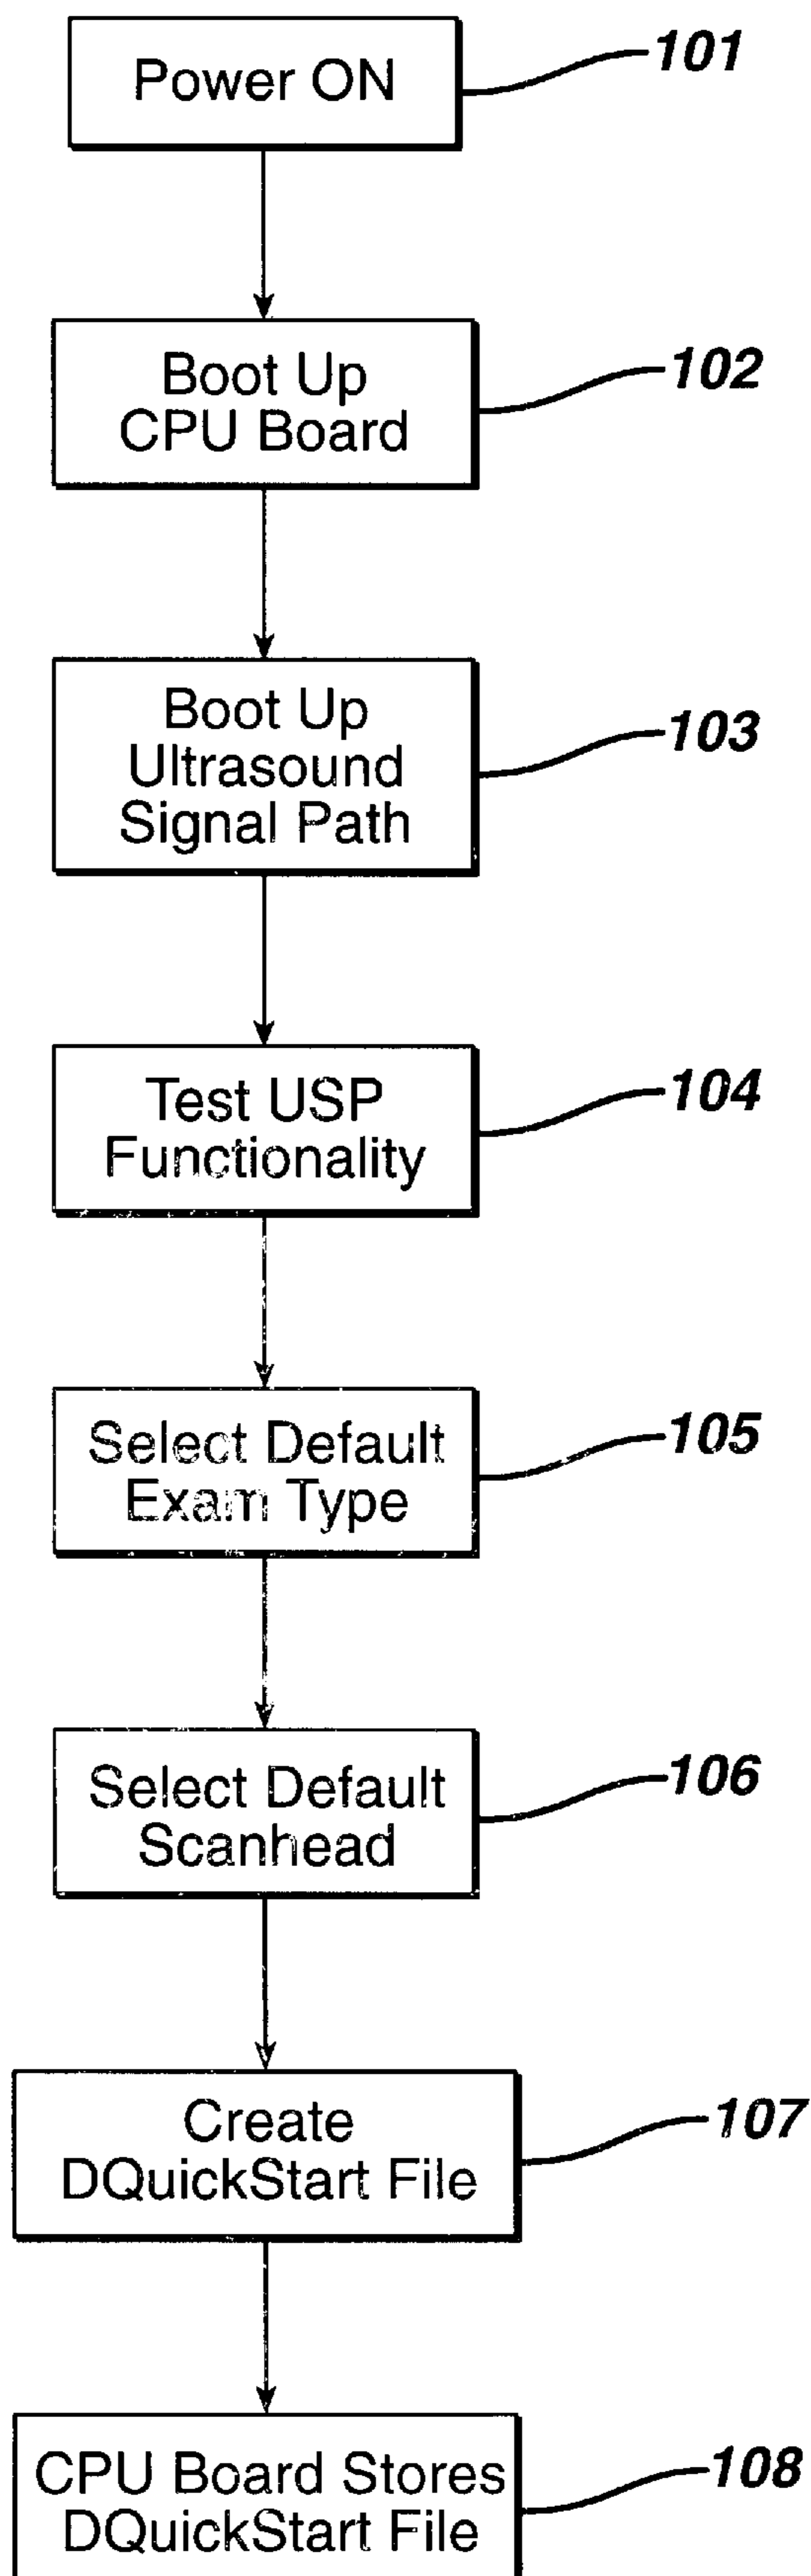 Power ON
101
Boot Up
CPU Board
102
Boot Up
Ultrasound
Signal Path
103
Test USP
Functionality
104
Select Default
Exam Type
105
Select Default
Scanhead
106
Create
DQuickStart File
107
CPU Board Stores
DQuickStart File
108